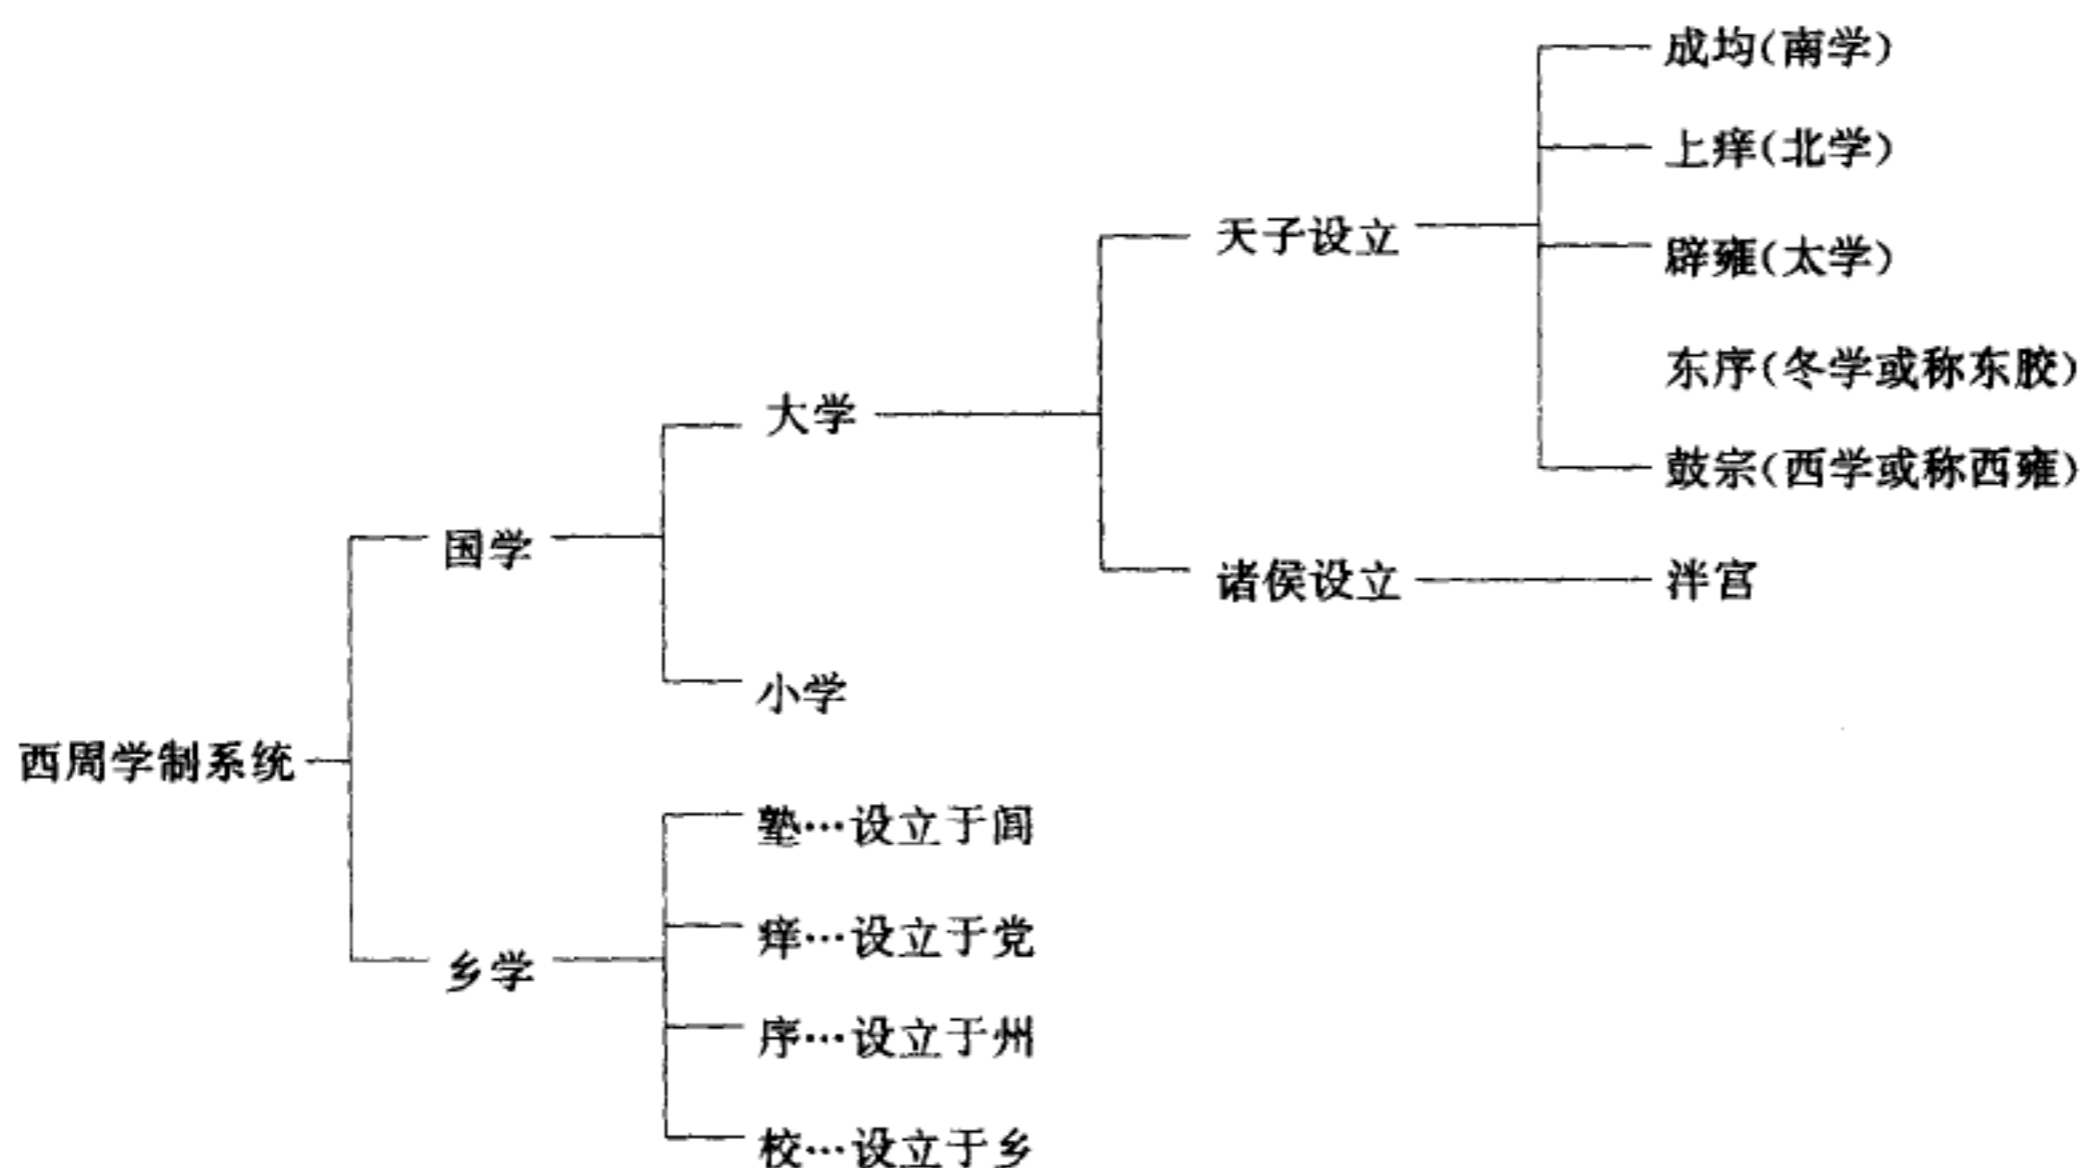 成均(南学)
上痒(北学)
天子设立
辟雍(太学)
东序(冬学或称东胶)
大学
鼓宗(西学或称西雍)
国学
诸侯设立
泮宫
小学
西周学制系统
塾…设立于闾
痒…设立于党
乡学
序…设立于州
校…设立于乡